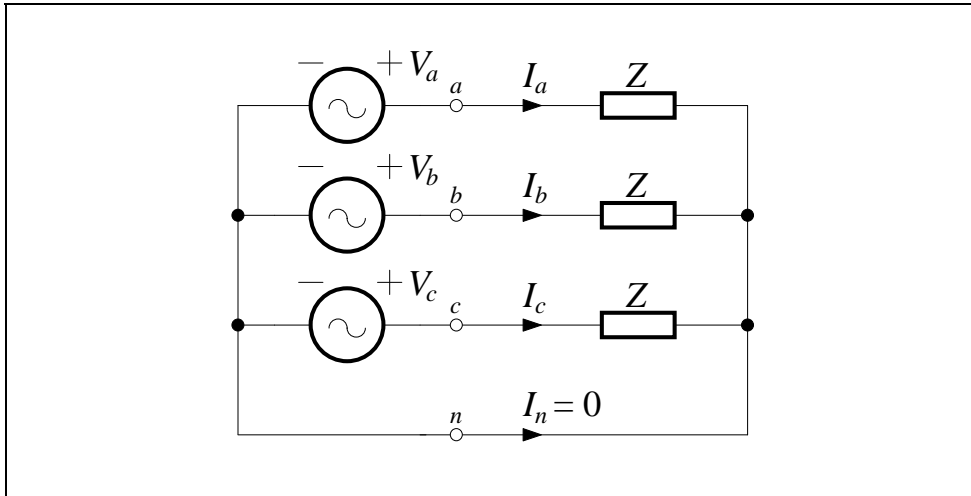 − + Va a Ia Z
− + Vb b Ib Z
− + Vc c Ic Z
n In = 0